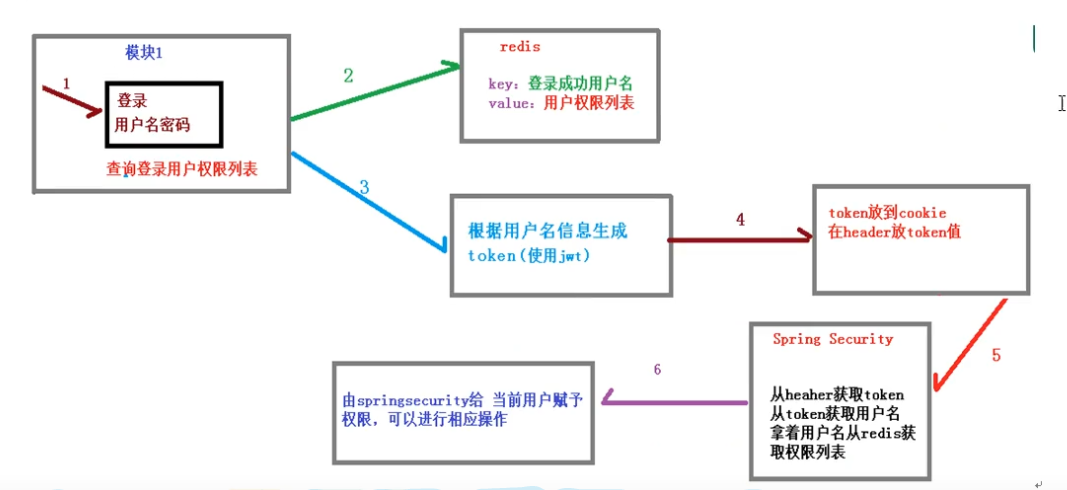 模块1
1
登录
用户名密码
查询登录用户权限列表
2
redis
key: 登录成功用户名
value: 用户权限列表
3
根据用户名信息生成
token(使用jwt)
4
token放到cookie
在header放token值
5
Spring Security
从heaher获取token
从token获取用户名
拿着用户名从redis获
取权限列表
6
由springsecurity给 当前用户赋予
权限，可以进行相应操作